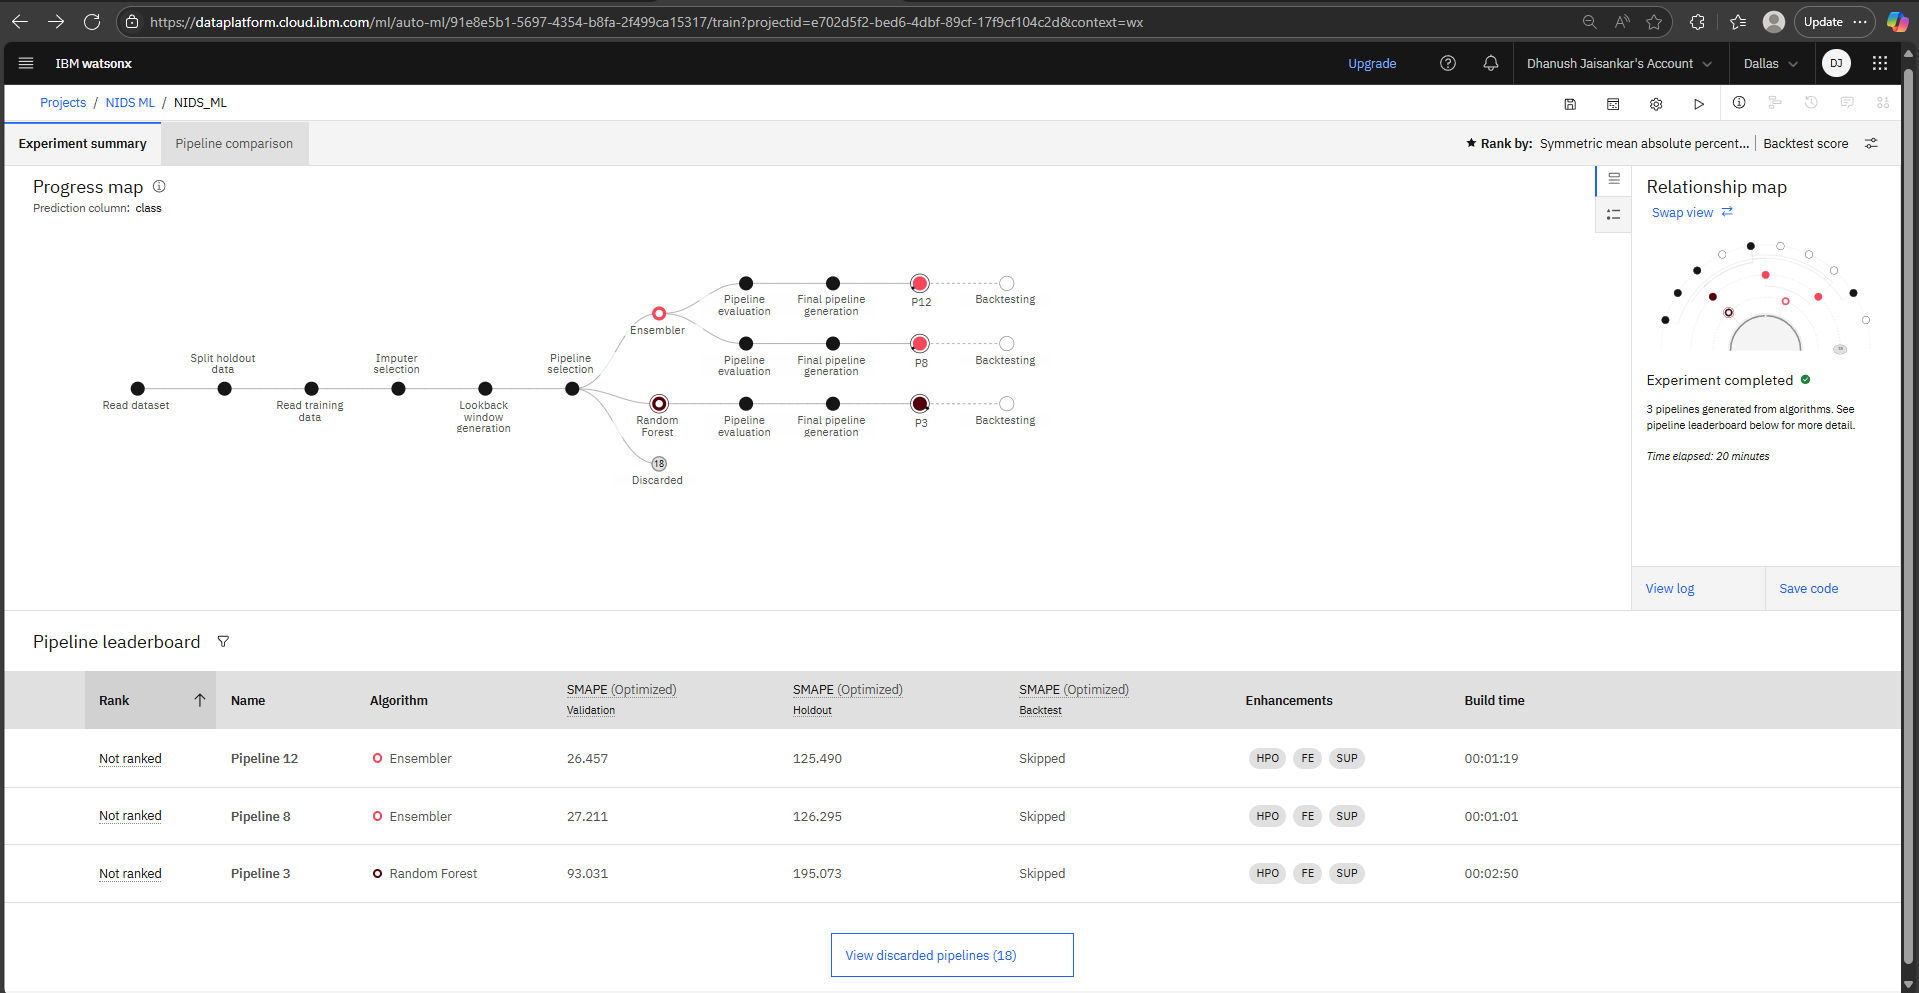 https://dataplatform.cloud.ibm.com/ml/auto-ml/91e8e5b1-5697-4354-b8fa-2f499ca15317/train?projectid=e702d5f2-bed6-4dbf-89cf-17f9cf104c2d&context=wx
Update
IBM watsonx
Upgrade
Dhanush Jaisankar's Account
Dallas
DJ
Projects / NIDS ML / NIDS_ML
Experiment summary
Pipeline comparison
Rank by: Symmetric mean absolute percent... | Backtest score
Progress map
Prediction column: class
Relationship map
Swap view
Read dataset
Split holdout
data
Read training
data
Imputer
selection
Lookback
window
generation
Pipeline
selection
Ensembler
Pipeline
evaluation
Final pipeline
generation
P12
Backtesting
Pipeline
evaluation
Final pipeline
generation
P8
Backtesting
Random
Forest
Pipeline
evaluation
Final pipeline
generation
P3
Backtesting
18
Discarded
Experiment completed
3 pipelines generated from algorithms. See
pipeline leaderboard below for more detail.
Time elapsed: 20 minutes
View log
Save code
Pipeline leaderboard
Rank Name Algorithm SMAPE (Optimized) Validation SMAPE (Optimized) Holdout SMAPE (Optimized) Backtest Enhancements Build time
Not ranked Pipeline 12 Ensembler 26.457 125.490 Skipped HPO FE SUP 00:01:19
Not ranked Pipeline 8 Ensembler 27.211 126.295 Skipped HPO FE SUP 00:01:01
Not ranked Pipeline 3 Random Forest 93.031 195.073 Skipped HPO FE SUP 00:02:50
View discarded pipelines (18)